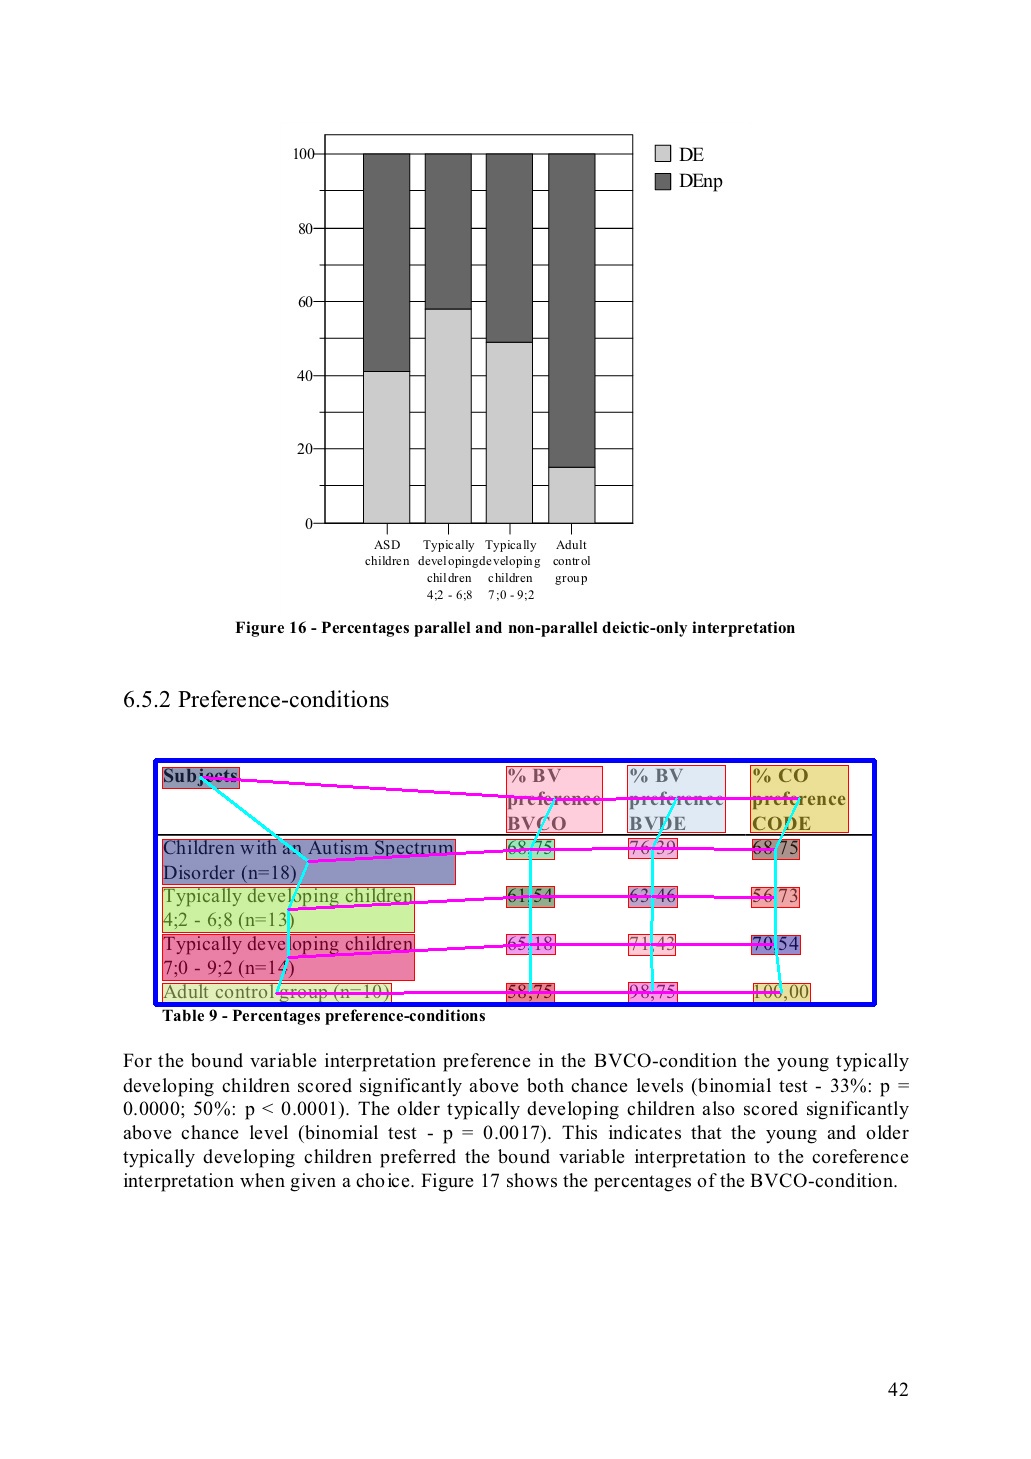 100
80
60
40
20
0
DE
DEnp
ASD children
Typically developing children 4;2 - 6;8
Typically developing children 7;0 - 9;2
Adult control group
Figure 16 - Percentages parallel and non-parallel deictic-only interpretation
6.5.2 Preference-conditions
Subjects % BV preference BVCO % BV preference BVDE % CO preference CODE
Children with an Autism Spectrum Disorder (n=18) 68,75 76,39 68,75
Typically developing children 4;2 - 6;8 (n=13) 61,54 63,46 56,73
Typically developing children 7;0 - 9;2 (n=14) 65,18 71,43 70,54
Adult control group (n=10) 58,75 98,75 100,00
Table 9 - Percentages preference-conditions
For the bound variable interpretation preference in the BVCO-condition the young typically
developing children scored significantly above both chance levels (binomial test - 33%: p =
0.0000; 50%: p < 0.0001). The older typically developing children also scored significantly
above chance level (binomial test - p = 0.0017). This indicates that the young and older
typically developing children preferred the bound variable interpretation to the coreference
interpretation when given a choice. Figure 17 shows the percentages of the BVCO-condition.
42